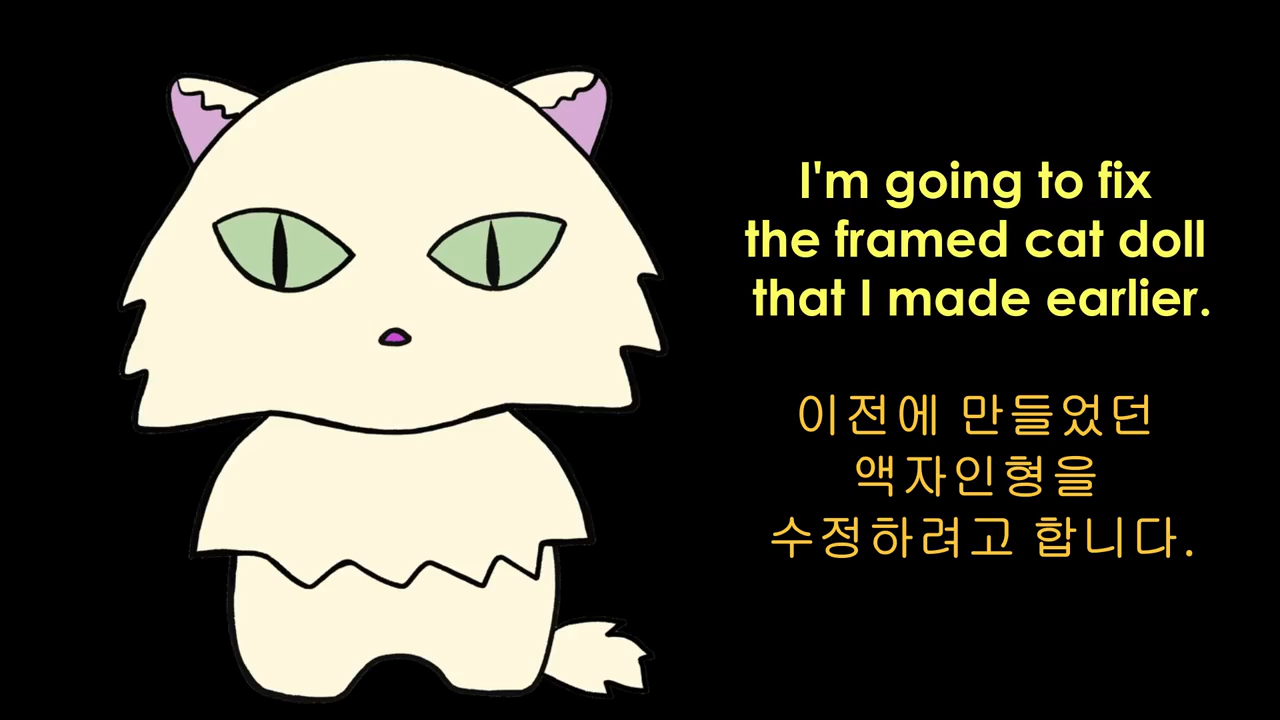 I'm going to fix
the framed cat doll
that I made earlier.
이전에 만들었던
액자인형을
수정하려고 합니다.